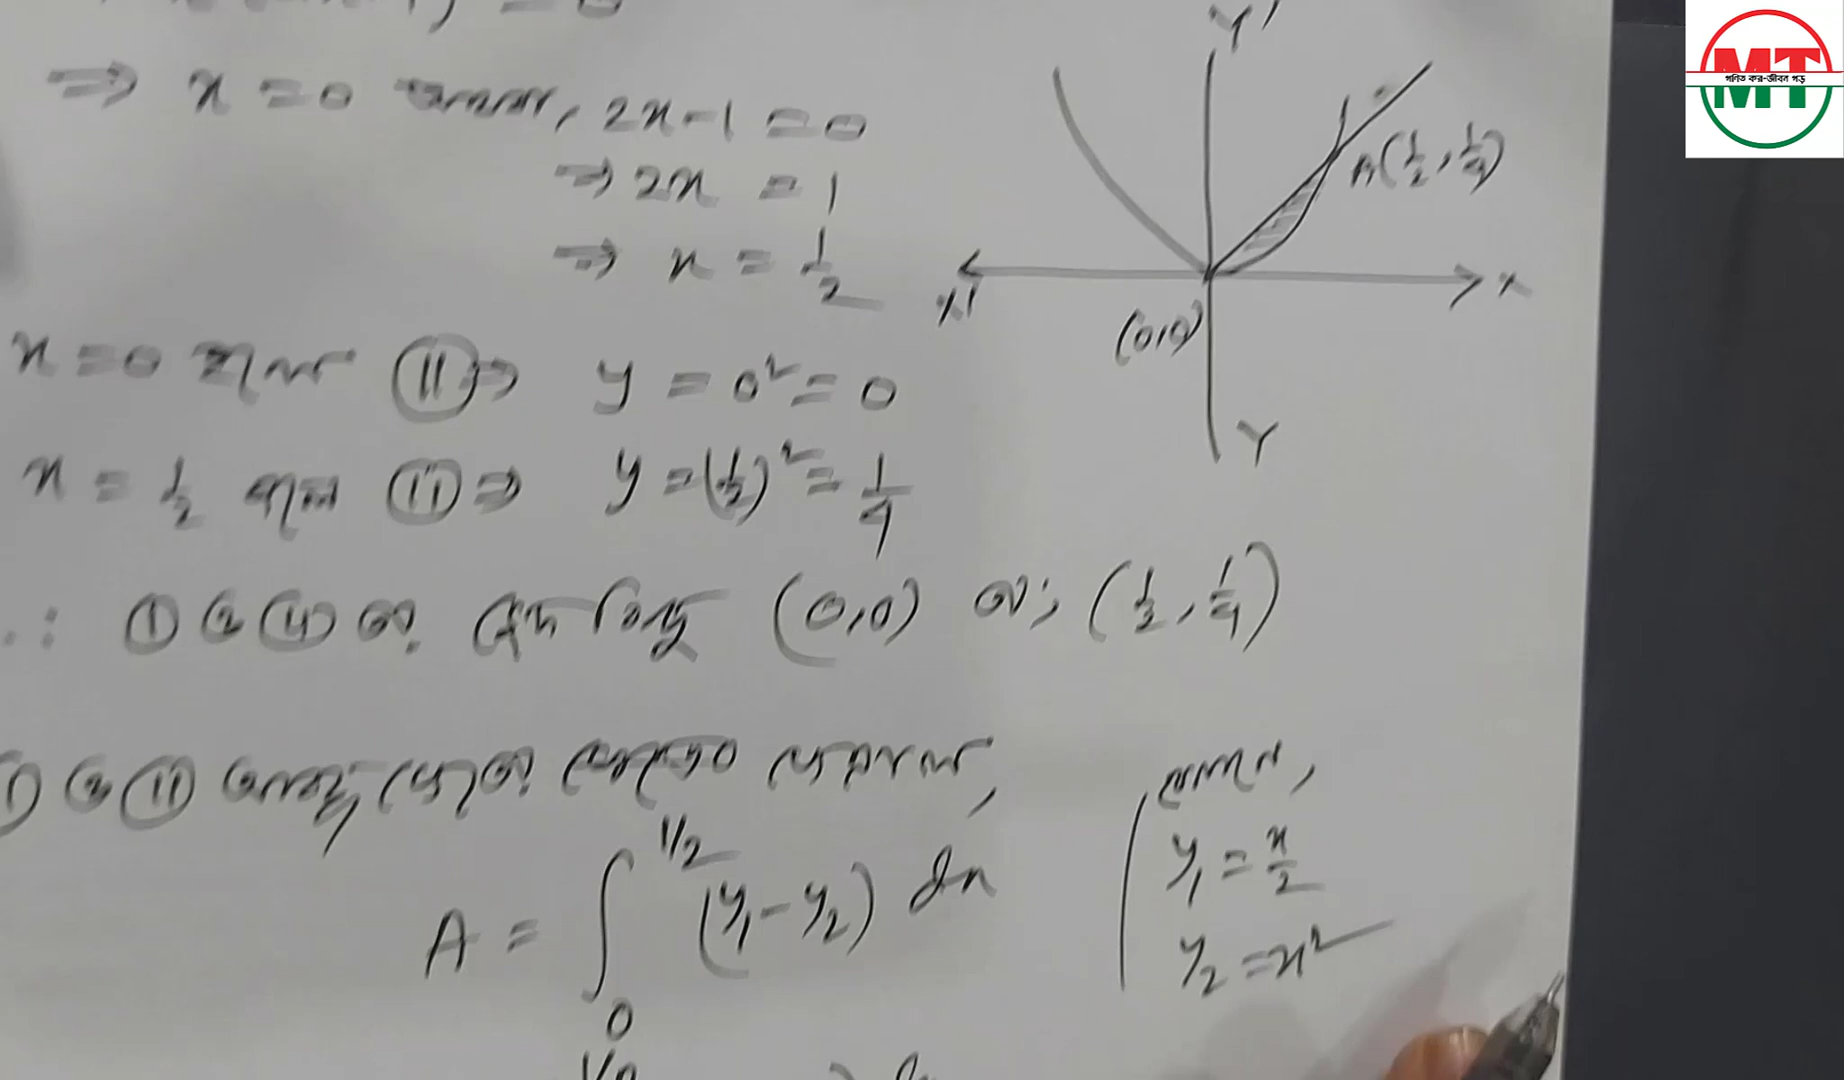 ⇒ x = 0 অথবা, 2x - 1 = 0
⇒ 2x = 1
⇒ x = 1/2
x = 0 হলে (ii) ⇒ y = 0² = 0
x = 1/2 হলে (ii) ⇒ y = (1/2)² = 1/4
∴ (i) ও (ii) এর ছেদ বিন্দু (0,0) এবং (1/2, 1/4)
(i) ও (ii) ক্ষেত্রফল,
A = ∫₀^{1/2} (y₁ - y₂) dx
এখানে,
y₁ = x/2
y₂ = x²
Y'
A(1/2, 1/4)
X'
X
(0,0)
Y
MT
গণিত কর-জীবন গড়